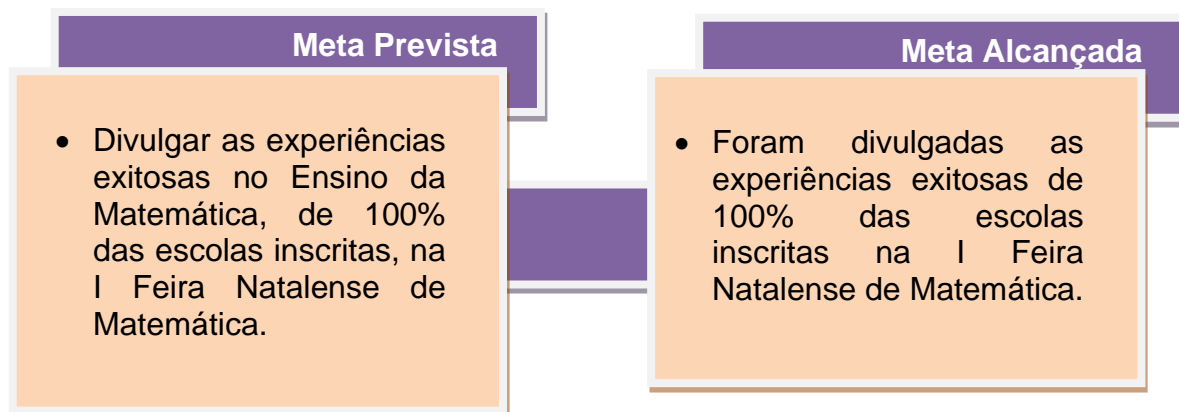 Meta Prevista
• Divulgar as experiências
exitosas no Ensino da
Matemática, de 100%
das escolas inscritas, na
I Feira Natalense de
Matemática.
Meta Alcançada
• Foram divulgadas as
experiências exitosas de
100% das escolas
inscritas na I Feira
Natalense de Matemática.